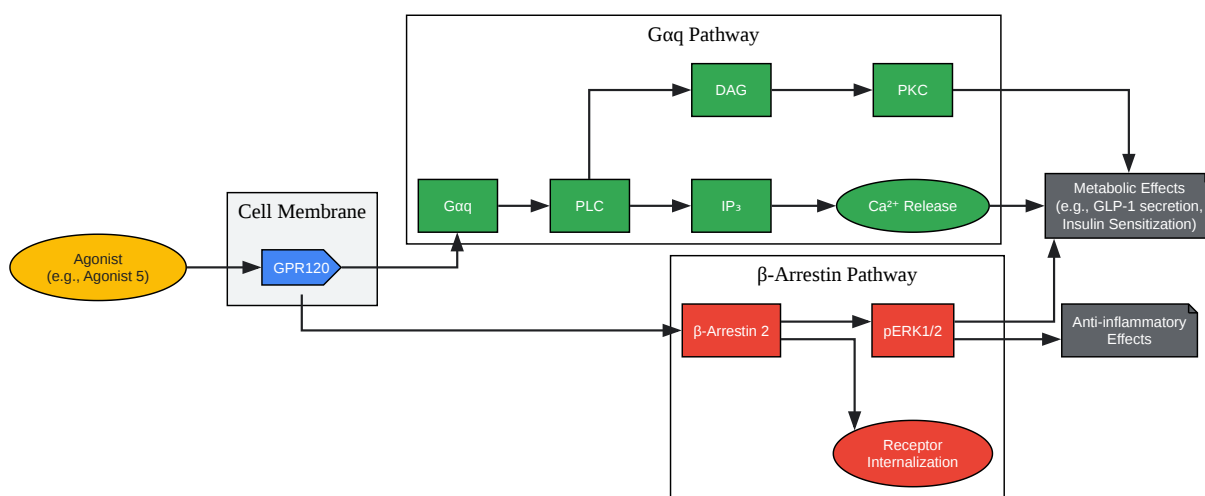 Gαq Pathway
DAG
PKC
Cell Membrane
Gαq
PLC
IP₃
Ca²⁺ Release
Metabolic Effects
(e.g., GLP-1 secretion,
Insulin Sensitization)
Agonist
(e.g., Agonist 5)
GPR120
β-Arrestin Pathway
β-Arrestin 2
pERK1/2
Anti-inflammatory
Effects
Receptor
Internalization